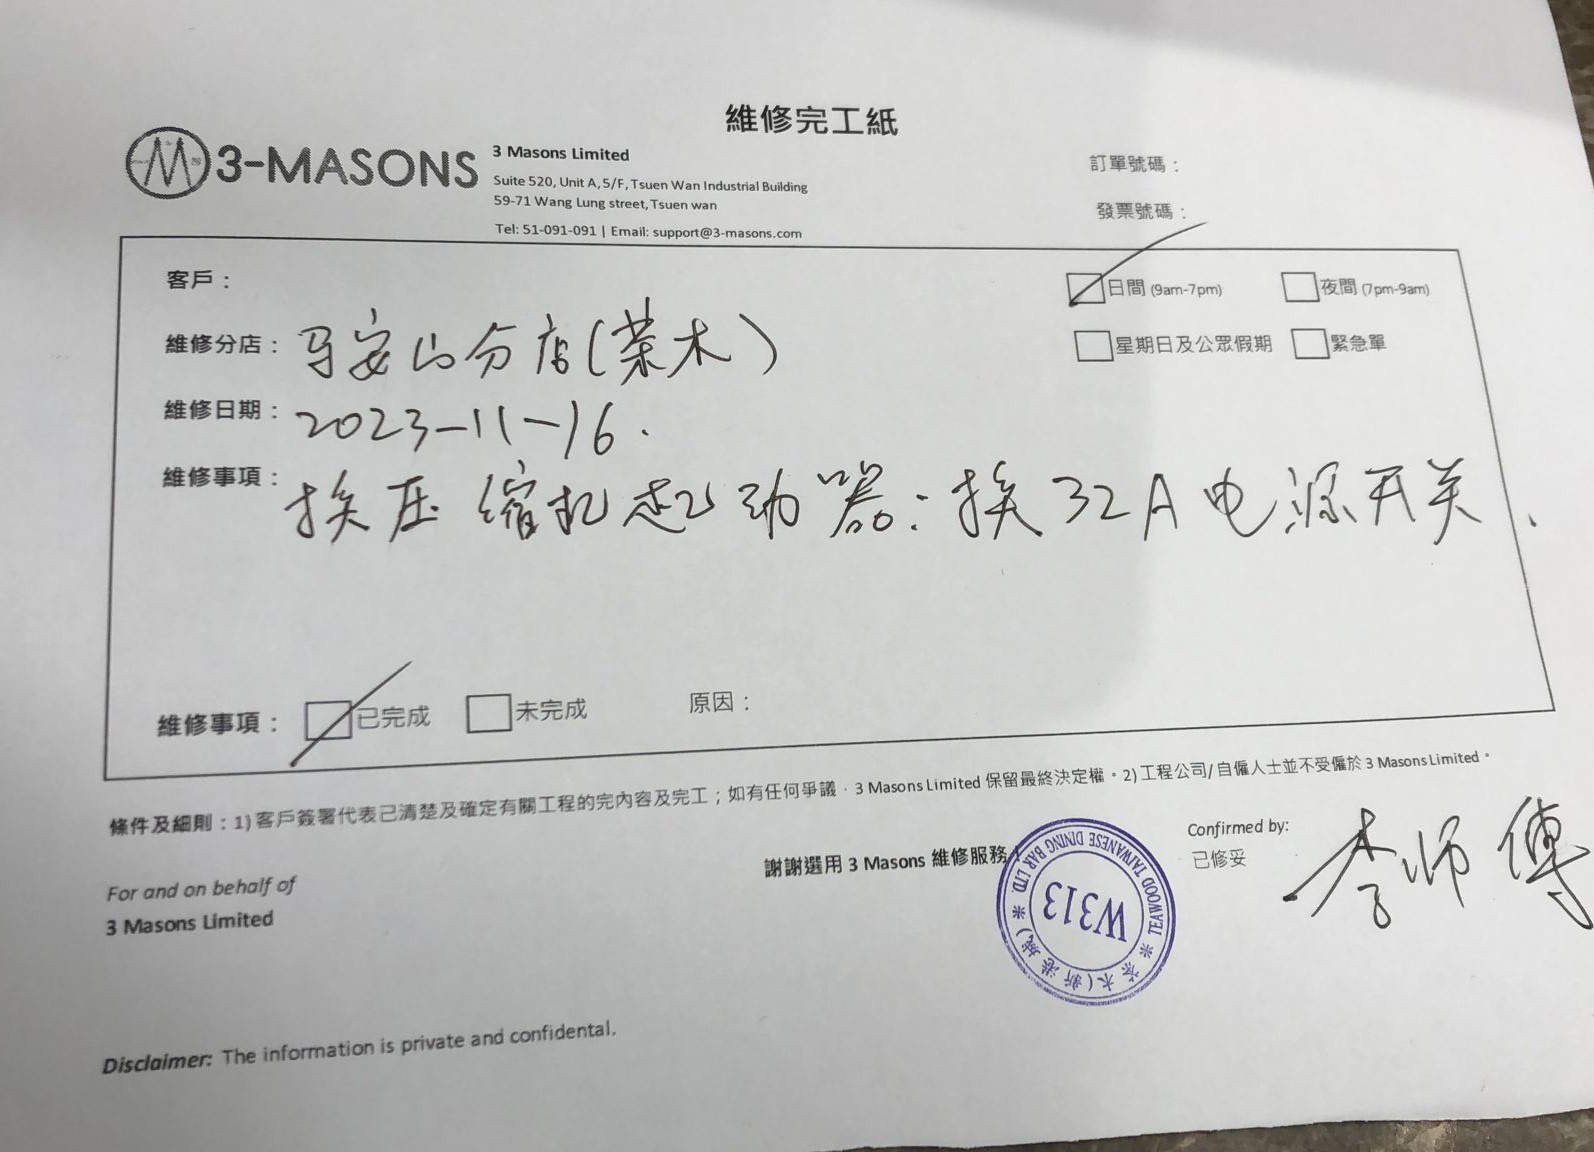 維修完工紙
3-MASONS
3 Masons Limited
Suite 520, Unit A, 5/F, Tsuen Wan Industrial Building
59-71 Wang Lung street, Tsuen wan
Tel: 51-091-091 | Email: support@3-masons.com
訂單號碼：
發票號碼：
客戶：
日間 (9am-7pm) 夜間 (7pm-9am)
維修分店：马安山分店(茶木)
星期日及公眾假期 緊急單
維修日期：2023-11-16.
維修事項：换压缩机起动器：换32A电源开关.
維修事項： 已完成 未完成 原因：
條件及細則：1) 客戶簽署代表已清楚及確定有關工程的完內容及完工；如有任何爭議，3 Masons Limited 保留最終決定權。2) 工程公司/自僱人士並不受僱於 3 Masons Limited。
謝謝選用 3 Masons 維修服務
TEAWOOD TAIWANESE DINING BAR LTD.
W313
茶木(新港城)
Confirmed by:
已修妥
李师傅
For and on behalf of
3 Masons Limited
Disclaimer: The information is private and confidental.